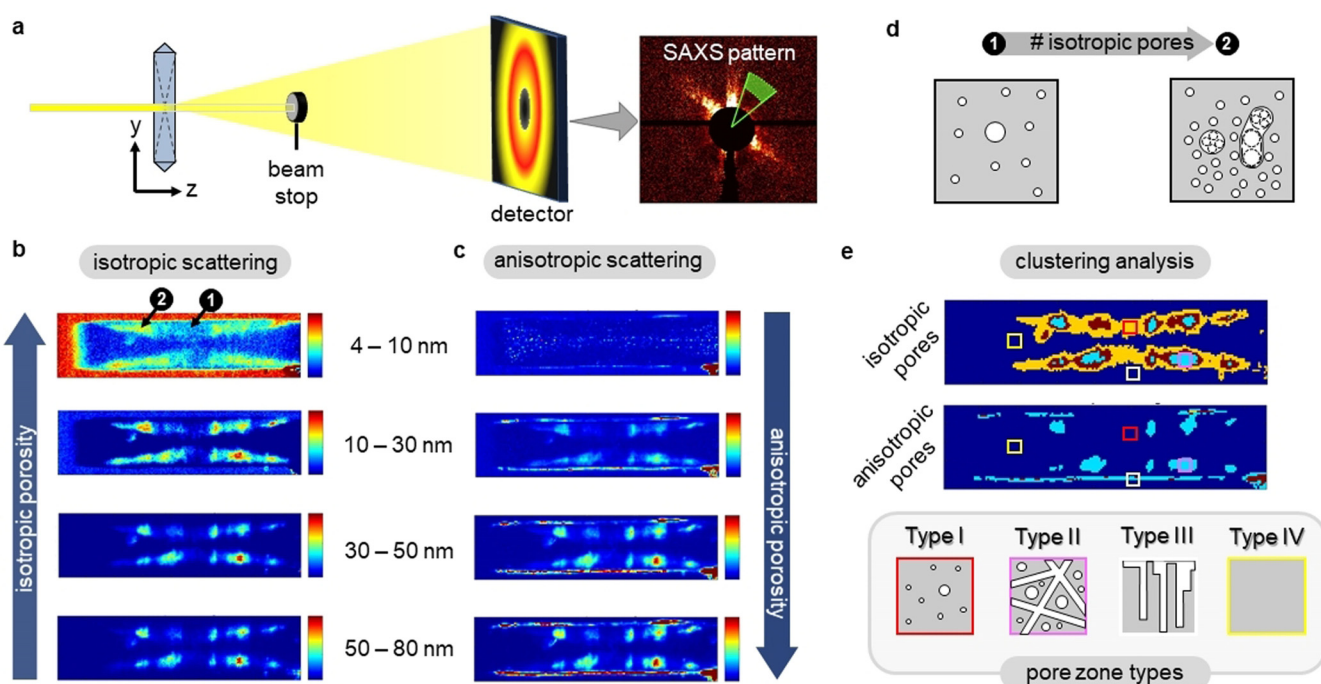 a
SAXS pattern
y
z
beam
stop
detector
b
isotropic scattering
2
1
isotropic porosity
4 – 10 nm
10 – 30 nm
30 – 50 nm
50 – 80 nm
c
anisotropic scattering
anisotropic porosity
d
1 # isotropic pores 2
e
clustering analysis
isotropic
pores
anisotropic
pores
Type I Type II Type III Type IV
pore zone types